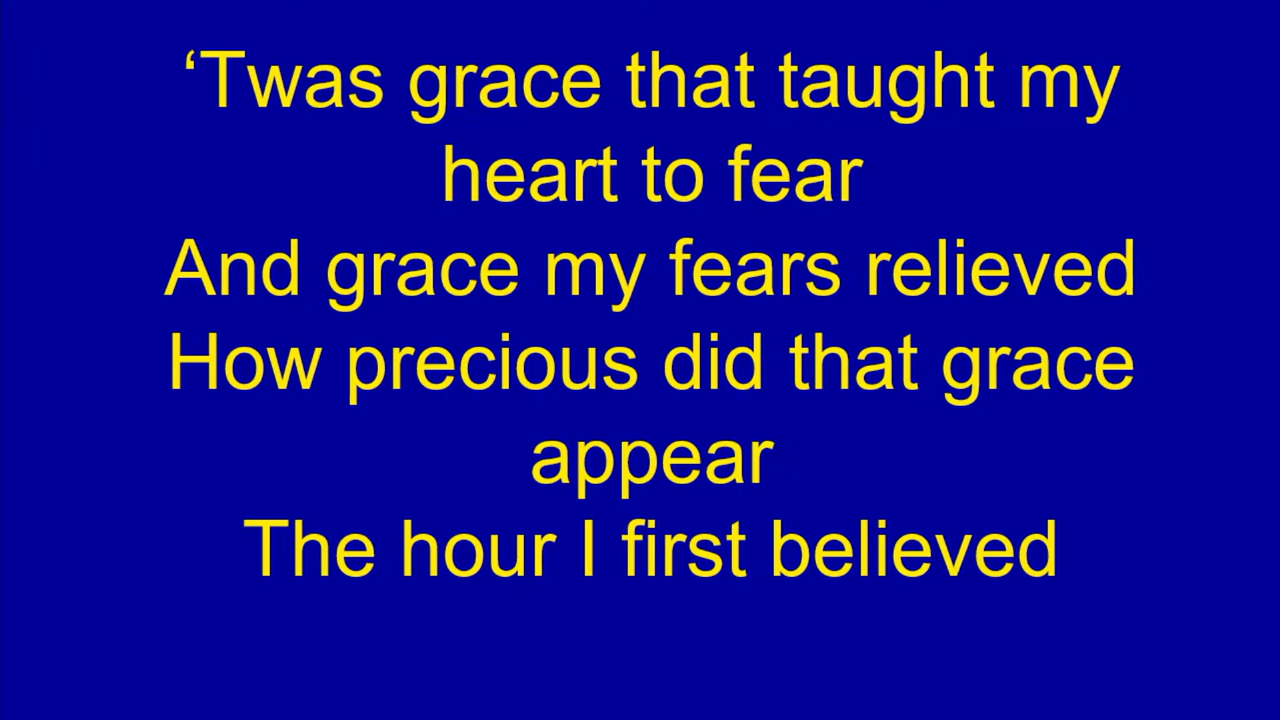 ‘Twas grace that taught my
heart to fear
And grace my fears relieved
How precious did that grace
appear
The hour I first believed